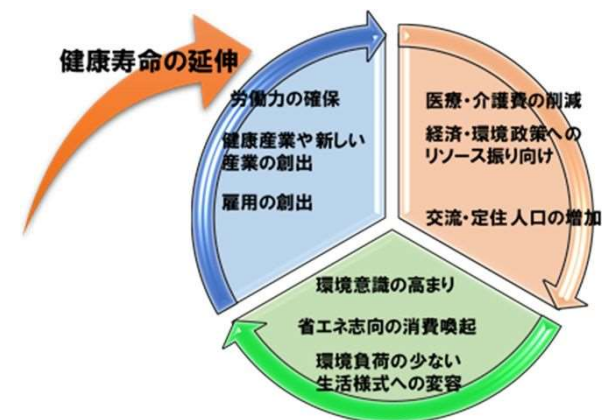 健康寿命の延伸
労働力の確保
健康産業や新しい
産業の創出
雇用の創出
医療・介護費の削減
経済・環境政策への
リソース振り向け
交流・定住人口の増加
環境意識の高まり
省エネ志向の消費喚起
環境負荷の少ない
生活様式への変容